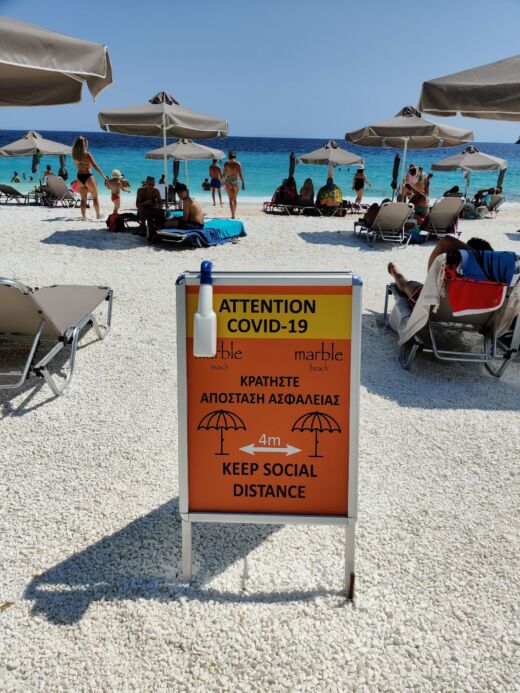 ATTENTION
COVID-19
marble marble
beach beach
ΚΡΑΤΗΣΤΕ
ΑΠΟΣΤΑΣΗ ΑΣΦΑΛΕΙΑΣ
4m
KEEP SOCIAL
DISTANCE